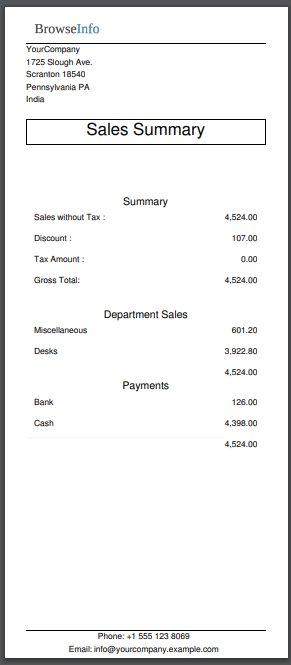 BrowseInfo
YourCompany
1725 Slough Ave.
Scranton 18540
Pennsylvania PA
India
Sales Summary
Summary
Sales without Tax : 4,524.00
Discount : 107.00
Tax Amount : 0.00
Gross Total: 4,524.00
Department Sales
Miscellaneous 601.20
Desks 3,922.80
4,524.00
Payments
Bank 126.00
Cash 4,398.00
4,524.00
Phone: +1 555 123 8069
Email: info@yourcompany.example.com